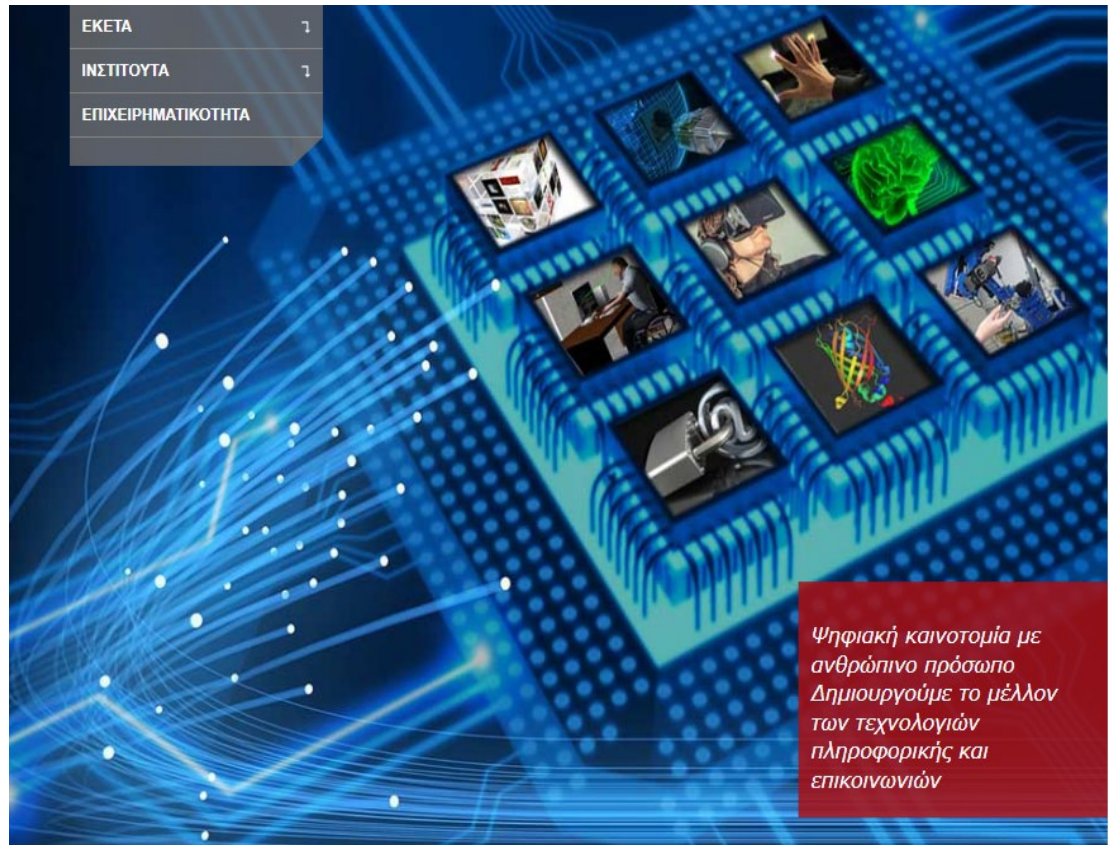 ΕΚΕΤΑ
ΙΝΣΤΙΤΟΥΤΑ
ΕΠΙΧΕΙΡΗΜΑΤΙΚΟΤΗΤΑ
Ψηφιακή καινοτομία με
ανθρώπινο πρόσωπο
Δημιουργούμε το μέλλον
των τεχνολογιών
πληροφορικής και
επικοινωνιών